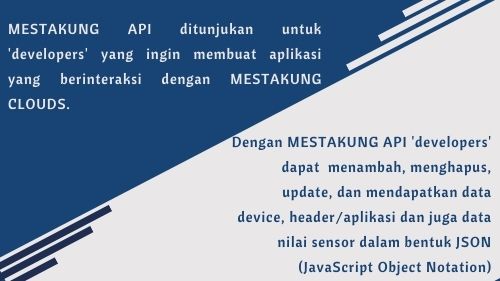 MESTAKUNG API ditunjukan untuk
'developers' yang ingin membuat aplikasi
yang berinteraksi dengan MESTAKUNG
CLOUDS.
Dengan MESTAKUNG API 'developers'
dapat menambah, menghapus,
update, dan mendapatkan data
device, header/aplikasi dan juga data
nilai sensor dalam bentuk JSON
(JavaScript Object Notation)